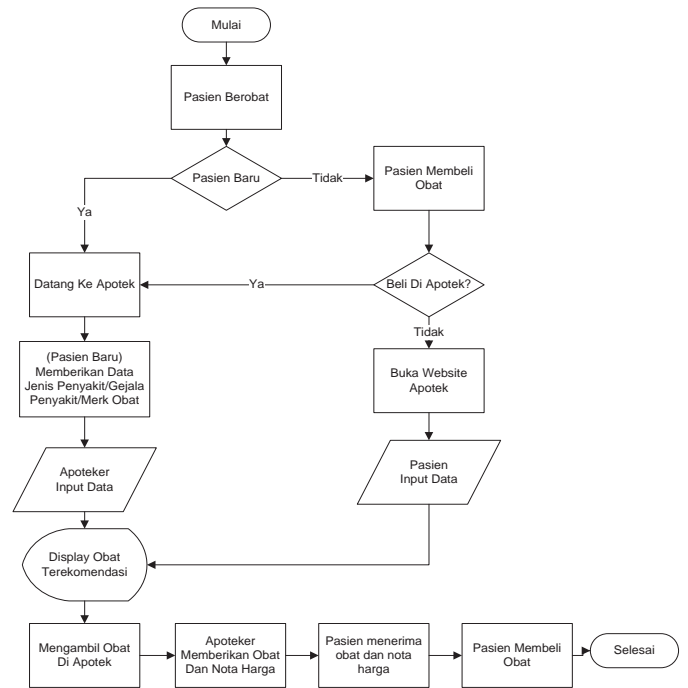 Mulai
Pasien Berobat
Pasien Baru
Tidak
Pasien Membeli
Obat
Ya
Datang Ke Apotek
Ya
Beli Di Apotek?
Tidak
(Pasien Baru)
Memberikan Data
Jenis Penyakit/Gejala
Penyakit/Merk Obat
Buka Website
Apotek
Apoteker
Input Data
Pasien
Input Data
Display Obat
Terekomendasi
Mengambil Obat
Di Apotek
Apoteker
Memberikan Obat
Dan Nota Harga
Pasien menerima
obat dan nota
harga
Pasien Membeli
Obat
Selesai